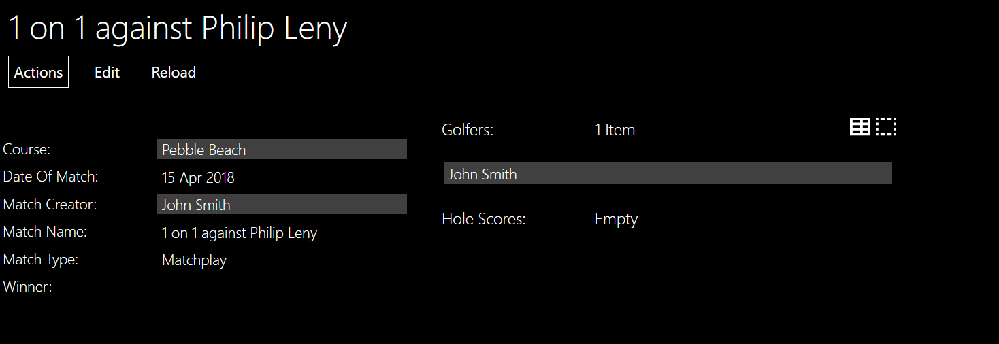 1 on 1 against Philip Leny
Actions Edit Reload
Course: Pebble Beach
Date Of Match: 15 Apr 2018
Match Creator: John Smith
Match Name: 1 on 1 against Philip Leny
Match Type: Matchplay
Winner:
Golfers: 1 Item
John Smith
Hole Scores: Empty